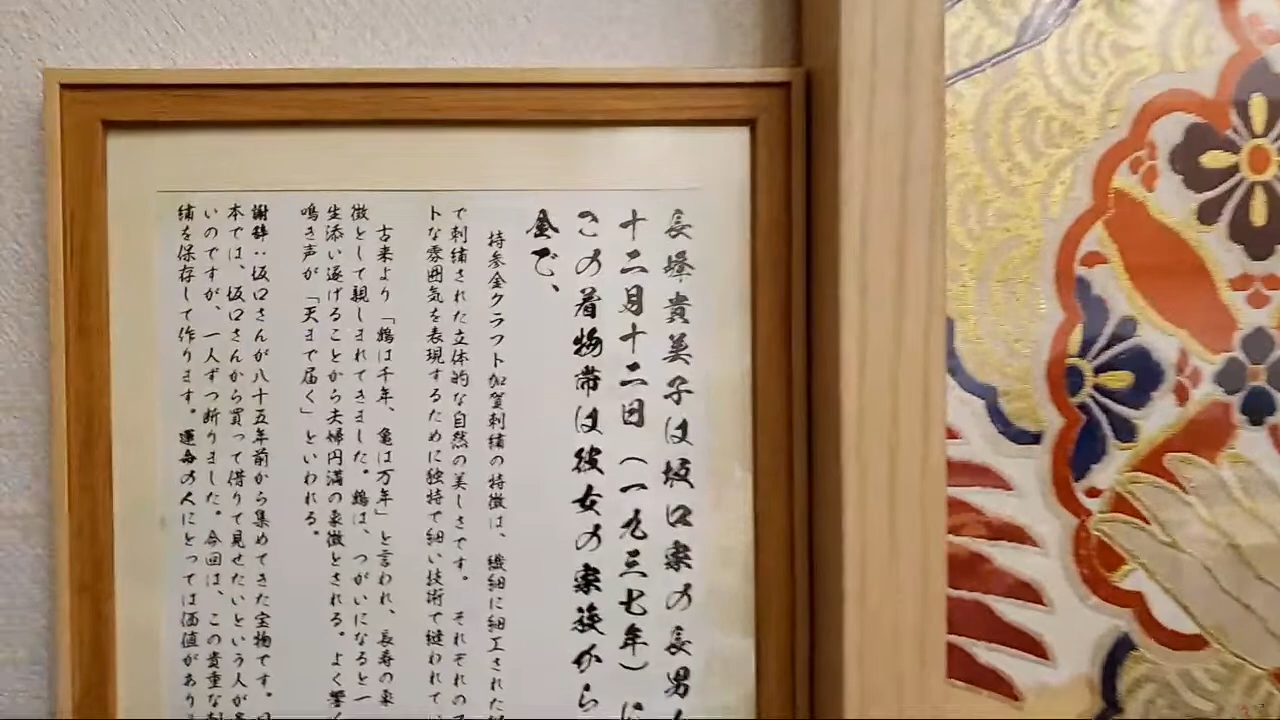 長峰貴美子は坂口家の長男
十二月十二日（一九三七年）に
この着物帯は彼女の家族から
金で、
持参金クラフト加賀刺繍の特徴は、繊細に細工された
で刺繍された立体的な自然の美しさです。 それぞれの
トな雰囲気を表現するために独特で細い技術で縫われてい
古来より「鶴は千年、亀は万年」と言われ、長寿の象
徴として親しまれてきました。鶴は、つがいになると一
生添い遂げることから夫婦円満の象徴とされる。よく響く
鳴き声が「天まで届く」といわれる。
謝辞：坂口さんが八十五年前から集めてきた宝物です。日
本では、坂口さんから買って借りて見せたいという人が多
いのですが、一人ずつ断りました。今回は、この貴重な刺
繍を保存して作ります。運命の人にとっては価値があり